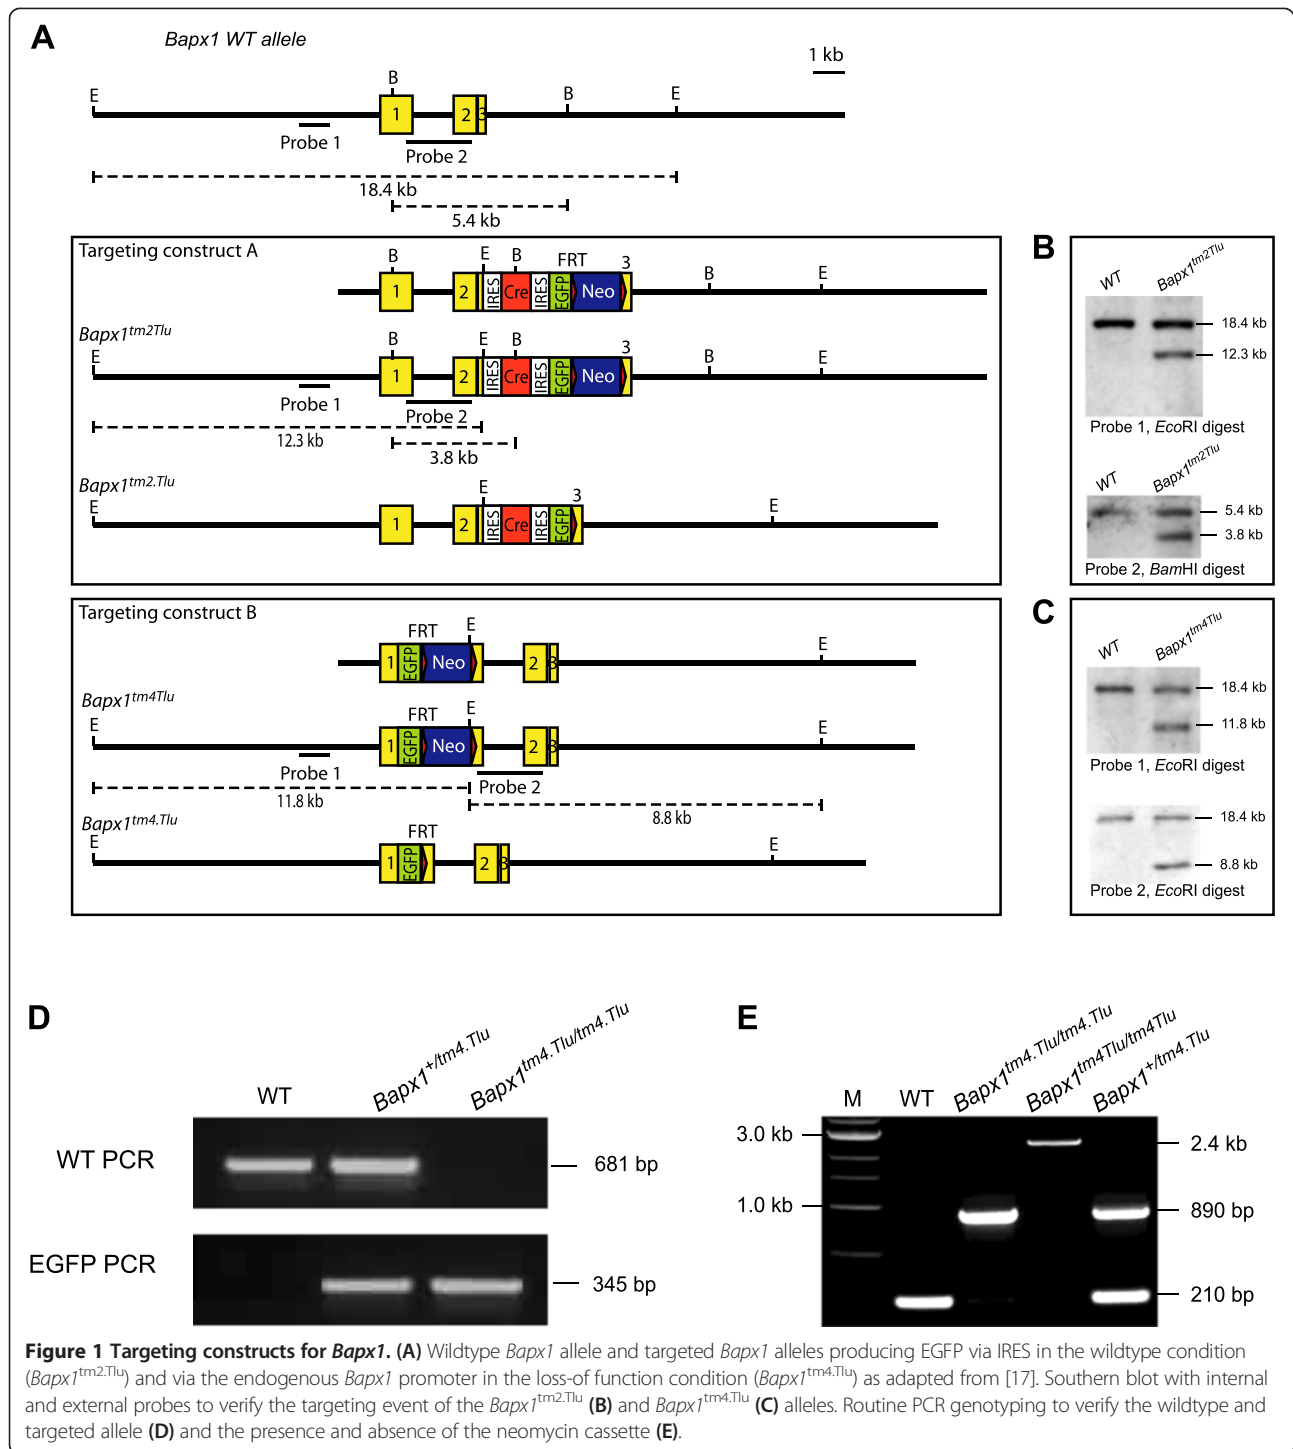 A
Bapx1 WT allele
1 kb
E B B E
1 2 3
Probe 1
Probe 2
18.4 kb
5.4 kb
Targeting construct A
B E B FRT 3 B E
1 2 IRES Cre IRES EGFP Neo
Bapx1tm2Tlu
E B E B 3 B E
1 2 IRES Cre IRES EGFP Neo
Probe 1
Probe 2
12.3 kb
3.8 kb
Bapx1tm2.Tlu
E E 3 E
1 2 IRES Cre IRES EGFP
Targeting construct B
FRT E E
1 EGFP Neo 2 3
Bapx1tm4Tlu
E FRT E E
1 EGFP Neo 2 3
Probe 1
Probe 2
11.8 kb
8.8 kb
Bapx1tm4.Tlu
E FRT E
1 EGFP 2 3
B
WT Bapx1tm2Tlu
18.4 kb
12.3 kb
Probe 1, EcoRI digest
WT Bapx1tm2Tlu
5.4 kb
3.8 kb
Probe 2, BamHI digest
C
WT Bapx1tm4Tlu
18.4 kb
11.8 kb
Probe 1, EcoRI digest
18.4 kb
8.8 kb
Probe 2, EcoRI digest
D
WT Bapx1+/tm4.Tlu Bapx1tm4.Tlu/tm4.Tlu
WT PCR
681 bp
EGFP PCR
345 bp
E
M WT Bapx1tm4.Tlu/tm4.Tlu Bapx1tm4Tlu/tm4Tlu Bapx1+/tm4.Tlu
3.0 kb
2.4 kb
1.0 kb
890 bp
210 bp
Figure 1 Targeting constructs for Bapx1. (A) Wildtype Bapx1 allele and targeted Bapx1 alleles producing EGFP via IRES in the wildtype condition
(Bapx1tm2.Tlu) and via the endogenous Bapx1 promoter in the loss-of function condition (Bapx1tm4.Tlu) as adapted from [17]. Southern blot with internal
and external probes to verify the targeting event of the Bapx1tm2.Tlu (B) and Bapx1tm4.Tlu (C) alleles. Routine PCR genotyping to verify the wildtype and
targeted allele (D) and the presence and absence of the neomycin cassette (E).